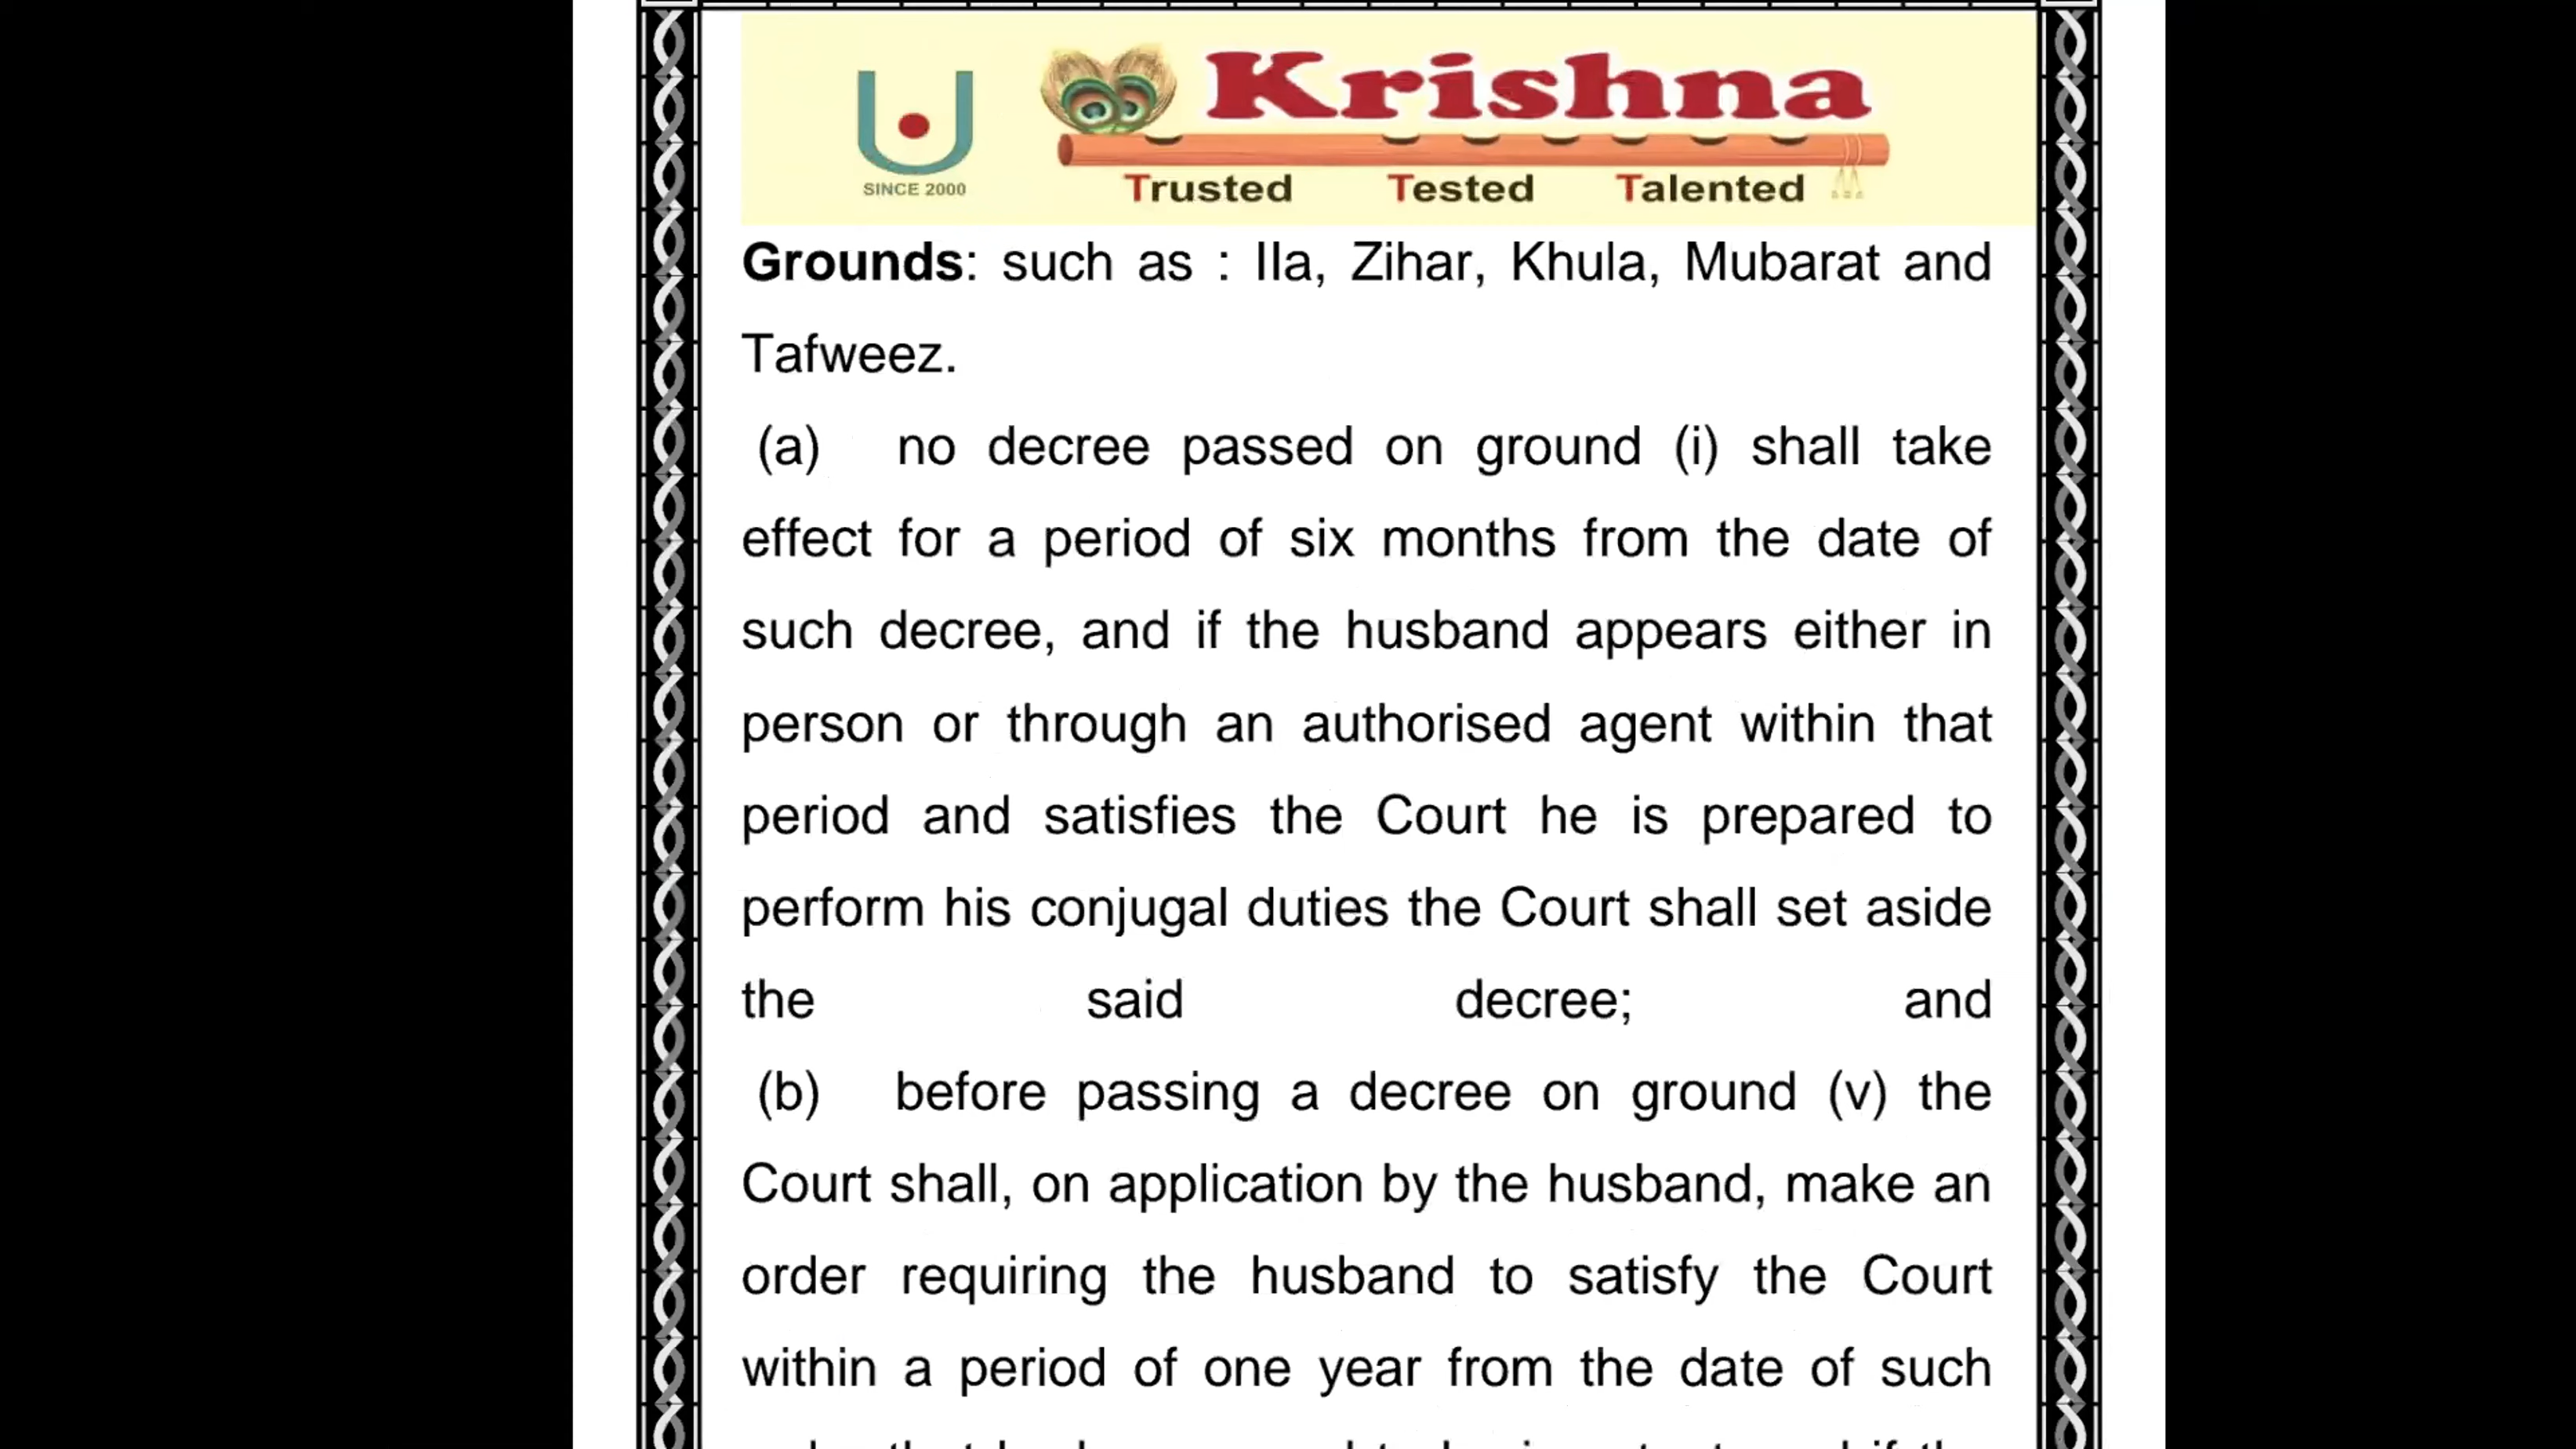 Krishna
SINCE 2000
Trusted Tested Talented
Grounds: such as : Ila, Zihar, Khula, Mubarat and
Tafweez.
(a) no decree passed on ground (i) shall take
effect for a period of six months from the date of
such decree, and if the husband appears either in
person or through an authorised agent within that
period and satisfies the Court he is prepared to
perform his conjugal duties the Court shall set aside
the said decree; and
(b) before passing a decree on ground (v) the
Court shall, on application by the husband, make an
order requiring the husband to satisfy the Court
within a period of one year from the date of such